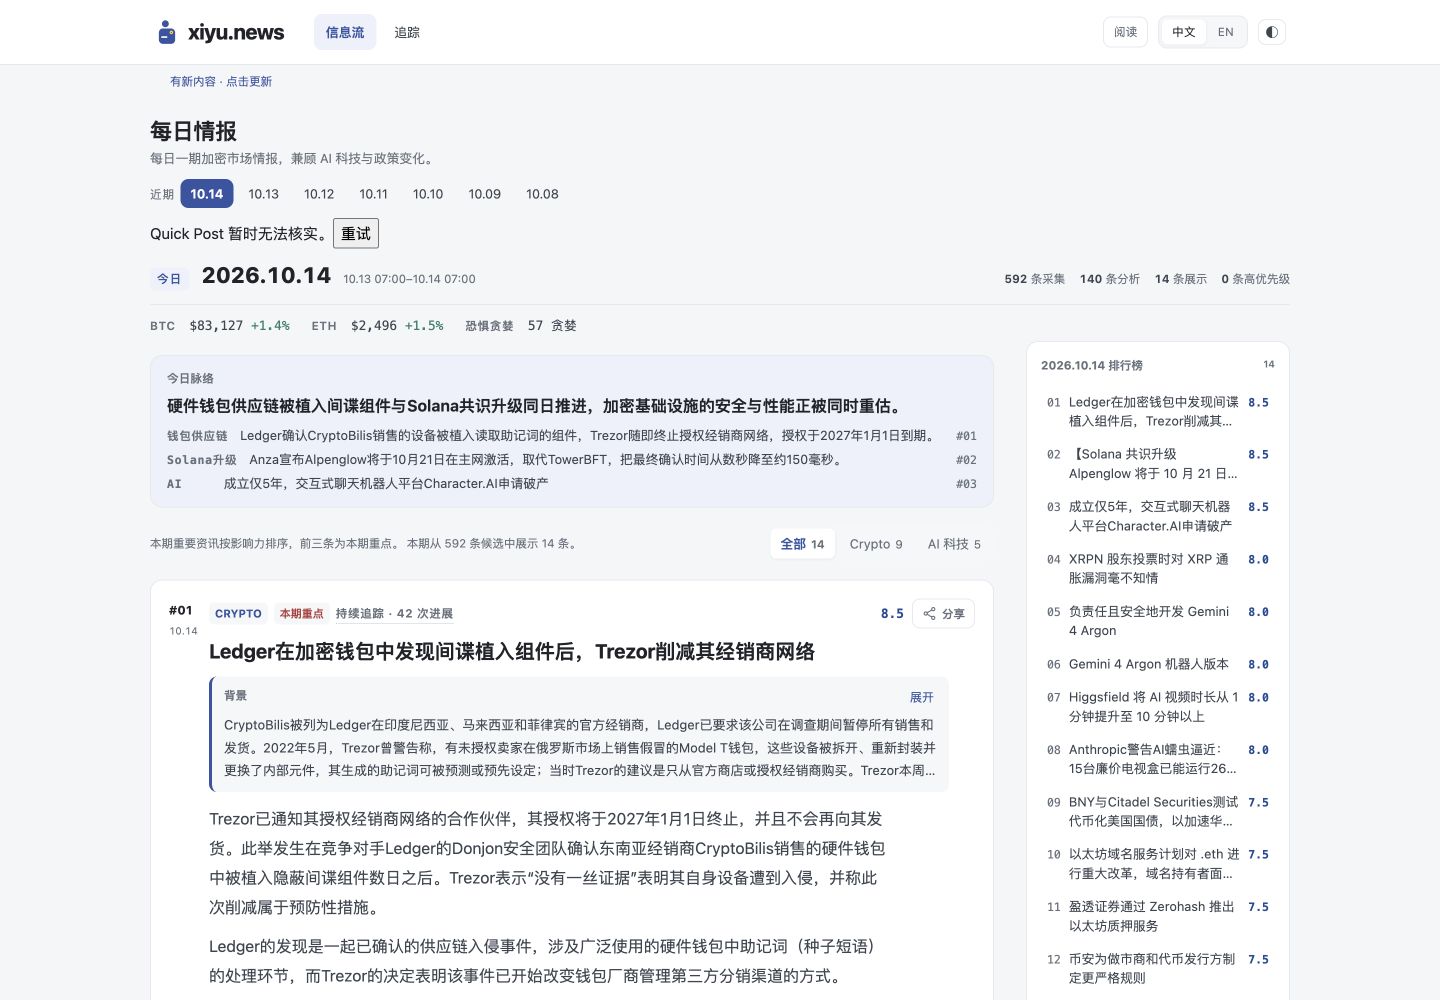 xiyu.news
信息流
追踪
阅读
中文
EN
有新内容 · 点击更新
每日情报
每日一期加密市场情报，兼顾 AI 科技与政策变化。
近期 10.14 10.13 10.12 10.11 10.10 10.09 10.08
Quick Post 暂时无法核实。 重试
今日 2026.10.14 10.13 07:00–10.14 07:00
592 条采集 140 条分析 14 条展示 0 条高优先级
BTC $83,127 +1.4% ETH $2,496 +1.5% 恐惧贪婪 57 贪婪
今日脉络
硬件钱包供应链被植入间谍组件与Solana共识升级同日推进，加密基础设施的安全与性能正被同时重估。
钱包供应链 Ledger确认CryptoBilis销售的设备被植入读取助记词的组件，Trezor随即终止授权经销商网络，授权于2027年1月1日到期。 #01
Solana升级 Anza宣布Alpenglow将于10月21日在主网激活，取代TowerBFT，把最终确认时间从数秒降至约150毫秒。 #02
AI 成立仅5年，交互式聊天机器人平台Character.AI申请破产 #03
本期重要资讯按影响力排序，前三条为本期重点。 本期从 592 条候选中展示 14 条。
全部 14 Crypto 9 AI 科技 5
#01
10.14
CRYPTO 本期重点 持续追踪 · 42 次进展
8.5 分享
Ledger在加密钱包中发现间谍植入组件后，Trezor削减其经销商网络
背景 展开
CryptoBilis被列为Ledger在印度尼西亚、马来西亚和菲律宾的官方经销商，Ledger已要求该公司在调查期间暂停所有销售和
发货。2022年5月，Trezor曾警告称，有未授权卖家在俄罗斯市场上销售假冒的Model T钱包，这些设备被拆开、重新封装并
更换了内部元件，其生成的助记词可被预测或预先设定；当时Trezor的建议是只从官方商店或授权经销商购买。Trezor本周...
Trezor已通知其授权经销商网络的合作伙伴，其授权将于2027年1月1日终止，并且不会再向其发
货。此举发生在竞争对手Ledger的Donjon安全团队确认东南亚经销商CryptoBilis销售的硬件钱包
中被植入隐蔽间谍组件数日之后。Trezor表示“没有一丝证据”表明其自身设备遭到入侵，并称此
次削减属于预防性措施。
Ledger的发现是一起已确认的供应链入侵事件，涉及广泛使用的硬件钱包中助记词（种子短语）
的处理环节，而Trezor的决定表明该事件已开始改变钱包厂商管理第三方分销渠道的方式。
2026.10.14 排行榜 14
01 Ledger在加密钱包中发现间谍 8.5
植入组件后，Trezor削减其...
02 【Solana 共识升级 8.5
Alpenglow 将于 10 月 21 日...
03 成立仅5年，交互式聊天机器 8.5
人平台Character.AI申请破产
04 XRPN 股东投票时对 XRP 通 8.0
胀漏洞毫不知情
05 负责任且安全地开发 Gemini 8.0
4 Argon
06 Gemini 4 Argon 机器人版本 8.0
07 Higgsfield 将 AI 视频时长从 1 8.0
分钟提升至 10 分钟以上
08 Anthropic警告AI蠕虫逼近： 8.0
15台廉价电视盒已能运行26...
09 BNY与Citadel Securities测试 7.5
代币化美国国债，以加速华...
10 以太坊域名服务计划对 .eth 进 7.5
行重大改革，域名持有者面...
11 盈透证券通过 Zerohash 推出 7.5
以太坊质押服务
12 币安为做市商和代币发行方制 7.5
定更严格规则